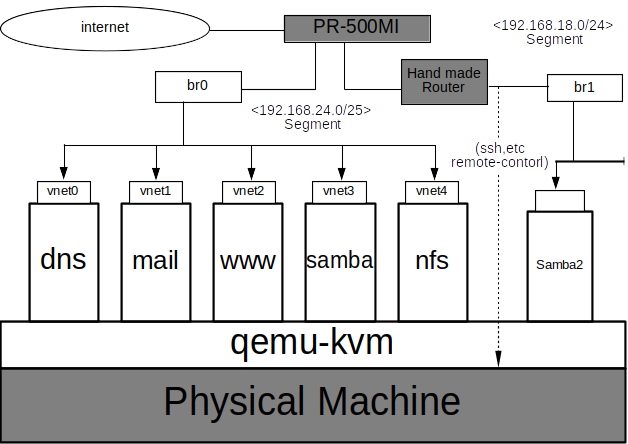 internet
PR-500MI
<192.168.18.0/24>
Segment
Hand made
Router
br0
br1
<192.168.24.0/25>
Segment
(ssh,etc
remote-contorl)
vnet0
vnet1
vnet2
vnet3
vnet4
dns
mail
www
samba
nfs
Samba2
qemu-kvm
Physical Machine